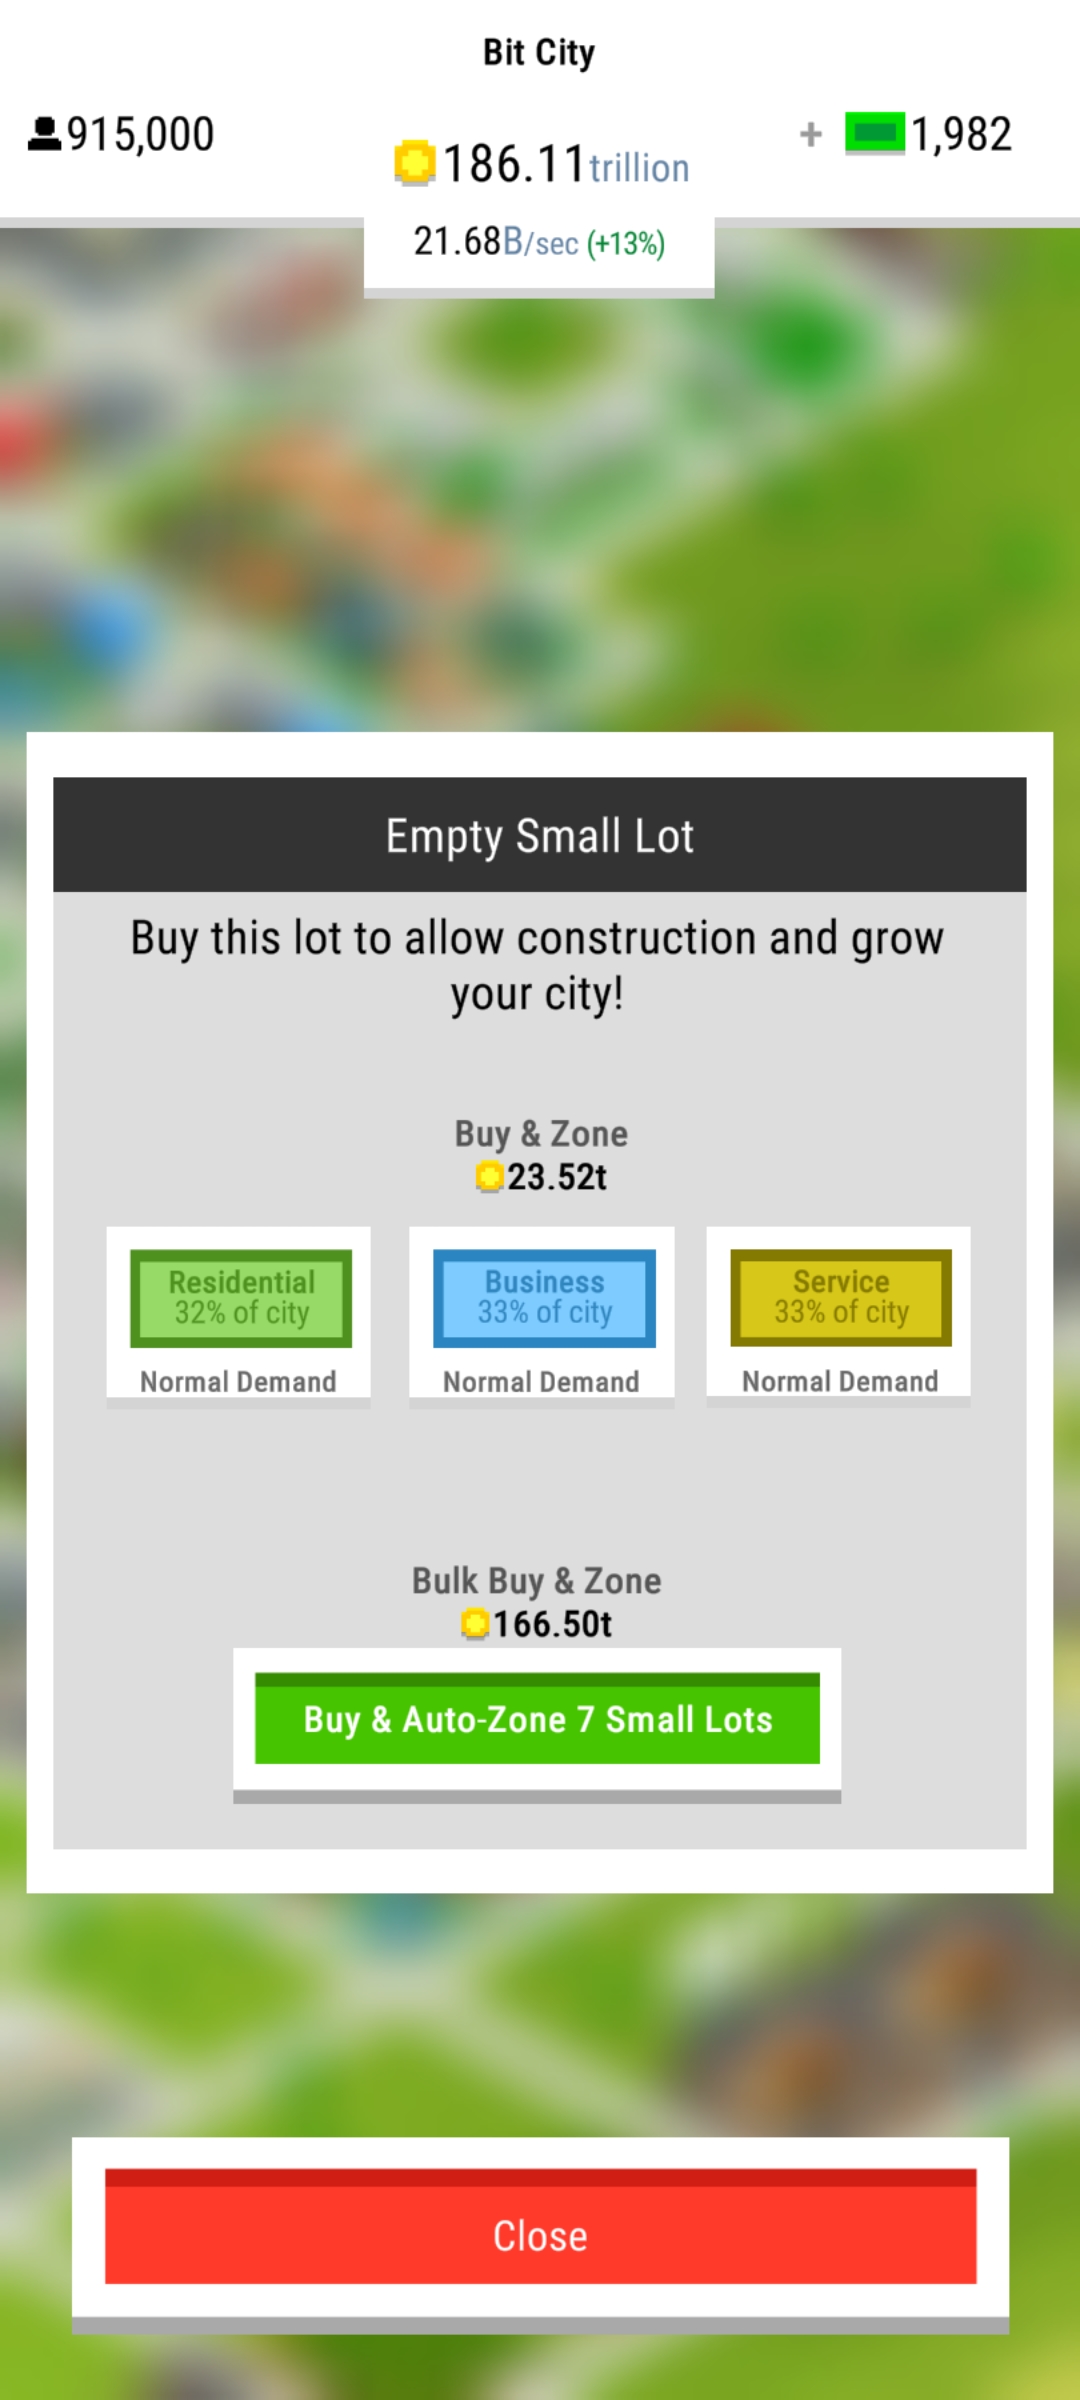 Bit City
915,000
186.11trillion
+ 1,982
21.68B/sec (+13%)
Empty Small Lot
Buy this lot to allow construction and grow
your city!
Buy & Zone
23.52t
Residential
32% of city
Normal Demand
Business
33% of city
Normal Demand
Service
33% of city
Normal Demand
Bulk Buy & Zone
166.50t
Buy & Auto-Zone 7 Small Lots
Close